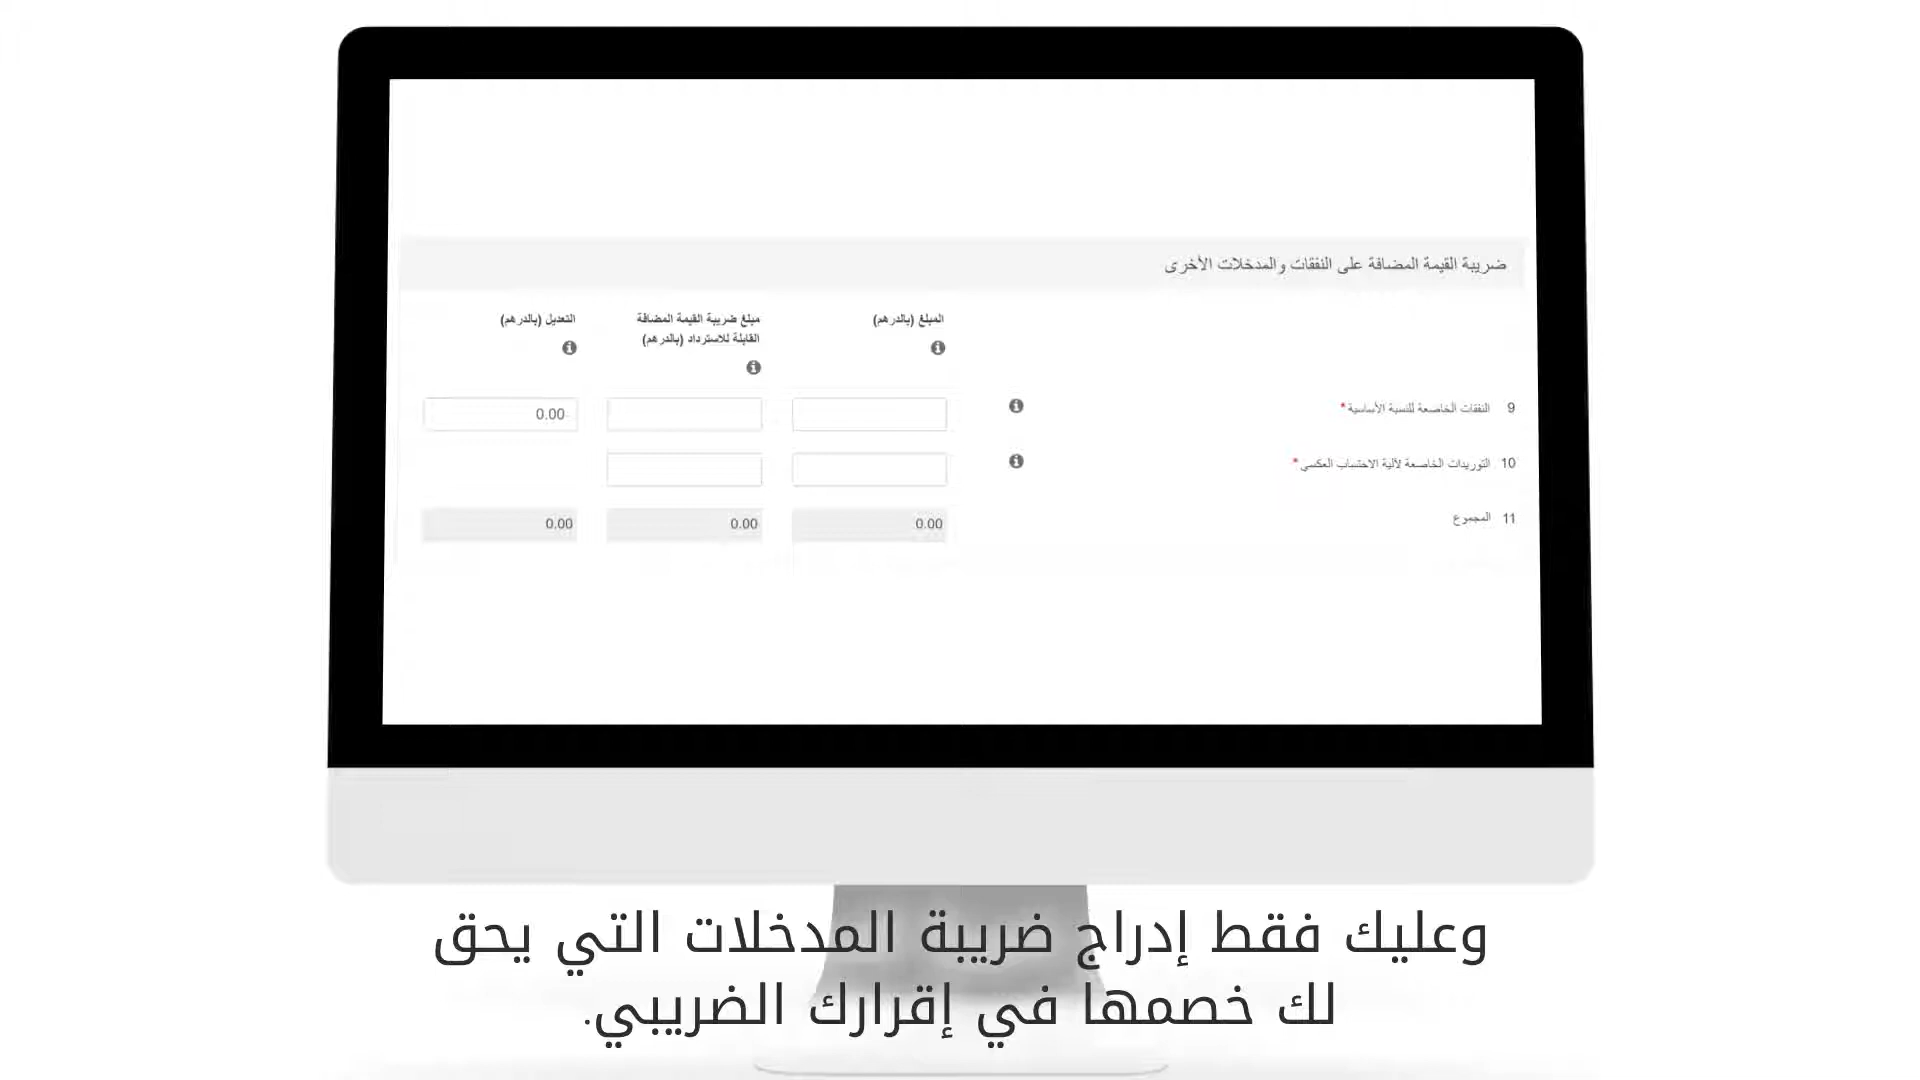 ضريبة القيمة المضافة على النفقات والمدخلات الأخرى
المبلغ (بالدرهم)
مبلغ ضريبة القيمة المضافة
القابلة للاسترداد (بالدرهم)
التعديل (بالدرهم)
9 النفقات الخاضعة للنسبة الأساسية *
0.00
10 التوريدات الخاضعة لآلية الاحتساب العكسي *
11 المجموع
0.00
0.00
0.00
وعليك فقط إدراج ضريبة المدخلات التي يحق
لك خصمها في إقرارك الضريبي.